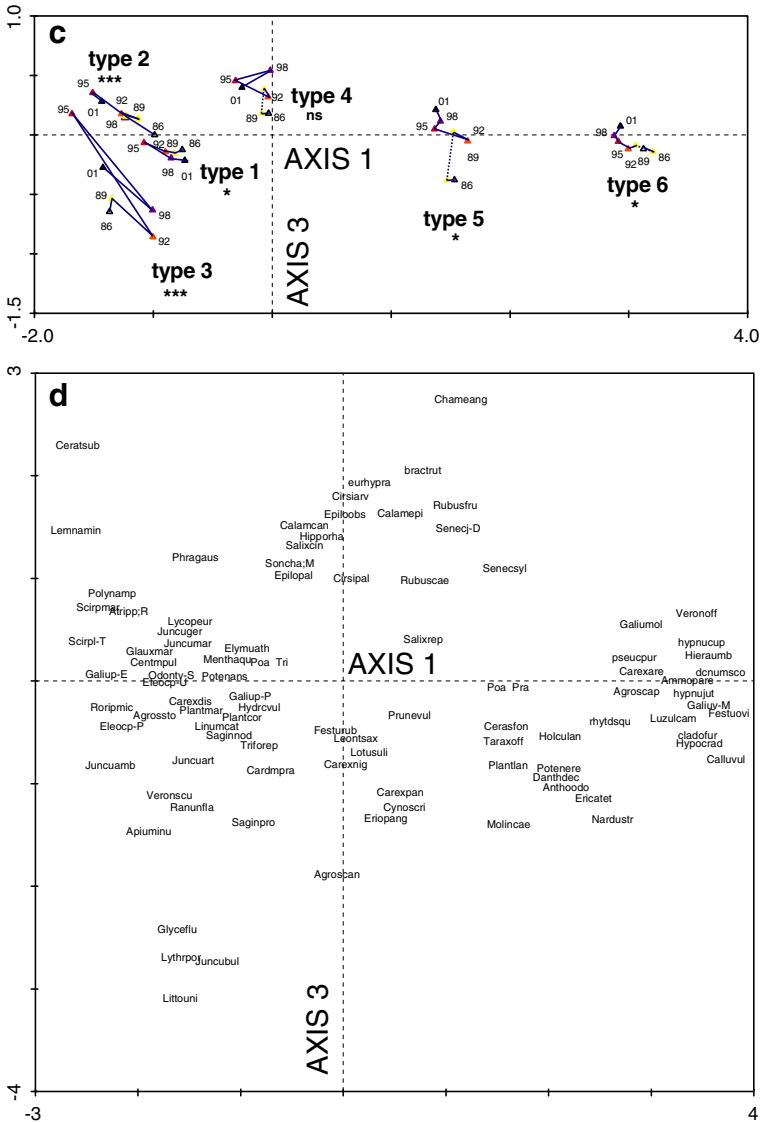 1.0
c
type 2
***
95
98
95
01
type 4
ns
92
89
86
95
01
92
89
98
86
01
98
95
92
89
86
01
98
95
92
89
86
AXIS 1
95
92
89
86
98
01
type 1
*
01
98
86
89
92
type 3
***
type 5
*
type 6
*
AXIS 3
-1.5
-2.0
4.0
3
d
Chameang
Ceratsub
bractrut
eurhypra
Cirsiarv
Rubusfru
Epiloobs
Calamepi
Calamcan
Senecj-D
Lemnamin
Hipporha
Salixcin
Phragaus
Soncha;M
Senecsyl
Epilopal
Cirsipal
Rubuscae
Polynamp
Scirpmar
Atripp;R
Veronoff
Lycopeur
Galiumol
Juncuger
Scirpl-T
Juncumar
Salixrep
hypnucup
Glauxmar
Elymuath
Hieraumb
Centmpul
Menthaqu
Poa Tri
AXIS 1
pseucpur
Galiup-E
Odonty-S
Potenans
Carexare
dcnumsco
Eleocp-U
Ammopare
Poa Pra
Agroscap
hypnujut
Galiup-P
Carexdis
Galiuv-M
Roripmic
Plantmar
Hydrcvul
Festuovi
Agrossto
Plantcor
Prunevul
Luzulcam
Eleocp-P
Linumcat
Cerasfon
rhytdsqu
Saginnod
Festurub
Leontsax
Holculan
cladofur
Triforep
Taraxoff
Hypocrad
Lotusuli
Juncuart
Carexnig
Calluvul
Juncuamb
Cardmpra
Plantlan
Potenere
Danthdec
Anthoodo
Veronscu
Carexpan
Ericatet
Ranunfla
Cynoscri
Saginpro
Eriopang
Molincae
Nardustr
Apiuminu
Agroscan
Glyceflu
Lythrpor
Juncubul
Littouni
AXIS 3
-4
-3
4